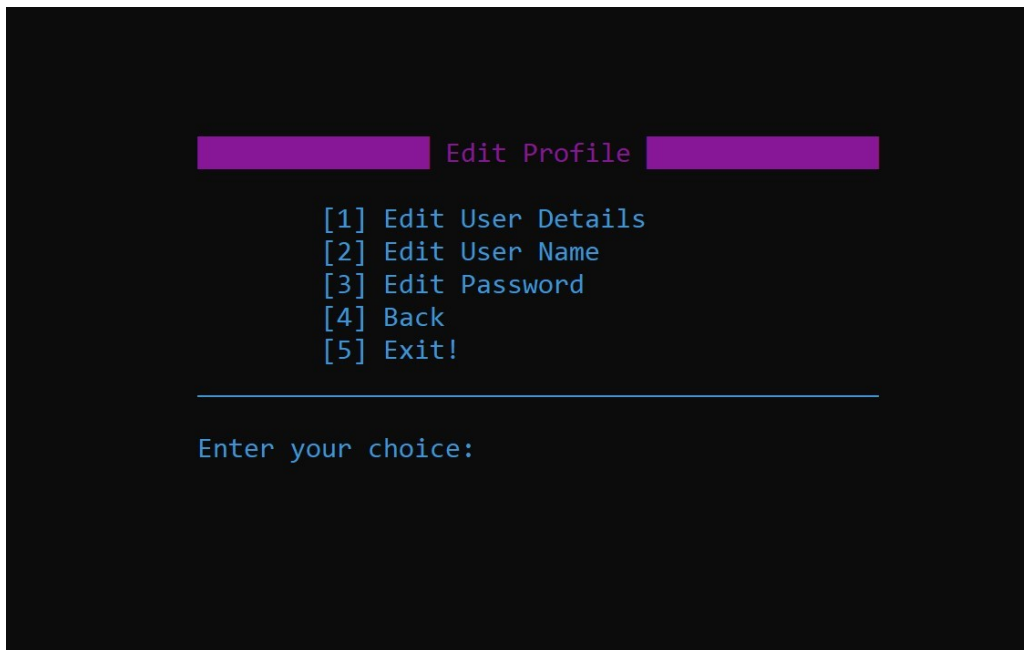 Edit Profile
[1] Edit User Details
[2] Edit User Name
[3] Edit Password
[4] Back
[5] Exit!
Enter your choice: